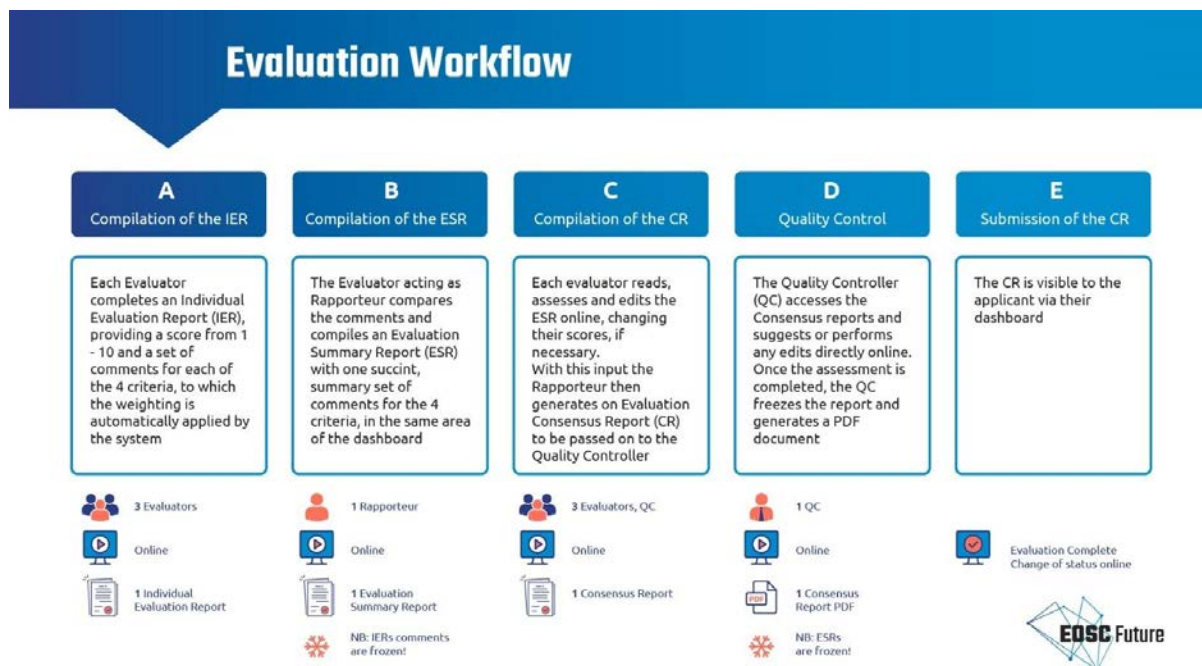 Evaluation Workflow
A
Compilation of the IER
Each Evaluator
completes an Individual
Evaluation Report (IER),
providing a score from 1
- 10 and a set of
comments for each of
the 4 criteria, to which
the weighting is
automatically applied by
the system
3 Evaluators
Online
1 Individual
Evaluation Report
B
Compilation of the ESR
The Evaluator acting as
Rapporteur compares
the comments and
compiles an Evaluation
Summary Report (ESR)
with one succint,
summary set of
comments for the 4
criteria, in the same area
of the dashboard
1 Rapporteur
Online
1 Evaluation
Summary Report
NB: IERs comments
are frozen!
C
Compilation of the CR
Each evaluator reads,
assesses and edits the
ESR online, changing
their scores, if
necessary.
With this input the
Rapporteur then
generates on Evaluation
Consensus Report (CR)
to be passed on to the
Quality Controller
3 Evaluators, QC
Online
1 Consensus Report
D
Quality Control
The Quality Controller
(QC) accesses the
Consensus reports and
suggests or performs
any edits directly online.
Once the assessment is
completed, the QC
freezes the report and
generates a PDF
document
1 QC
Online
PDF
1 Consensus
Report PDF
NB: ESRs
are frozen!
E
Submission of the CR
The CR is visible to the
applicant via their
dashboard
Evaluation Complete
Change of status online
EOSC Future